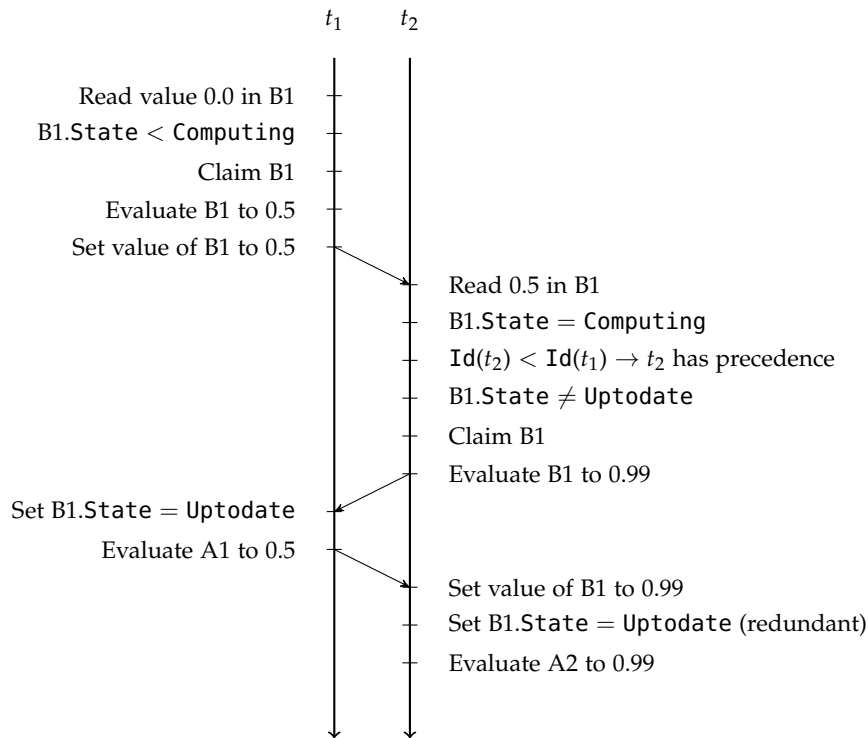 t₁ t₂
Read value 0.0 in B1
B1.State < Computing
Claim B1
Evaluate B1 to 0.5
Set value of B1 to 0.5
Read 0.5 in B1
B1.State = Computing
Id(t₂) < Id(t₁) → t₂ has precedence
B1.State ≠ Uptodate
Claim B1
Evaluate B1 to 0.99
Set B1.State = Uptodate
Evaluate A1 to 0.5
Set value of B1 to 0.99
Set B1.State = Uptodate (redundant)
Evaluate A2 to 0.99